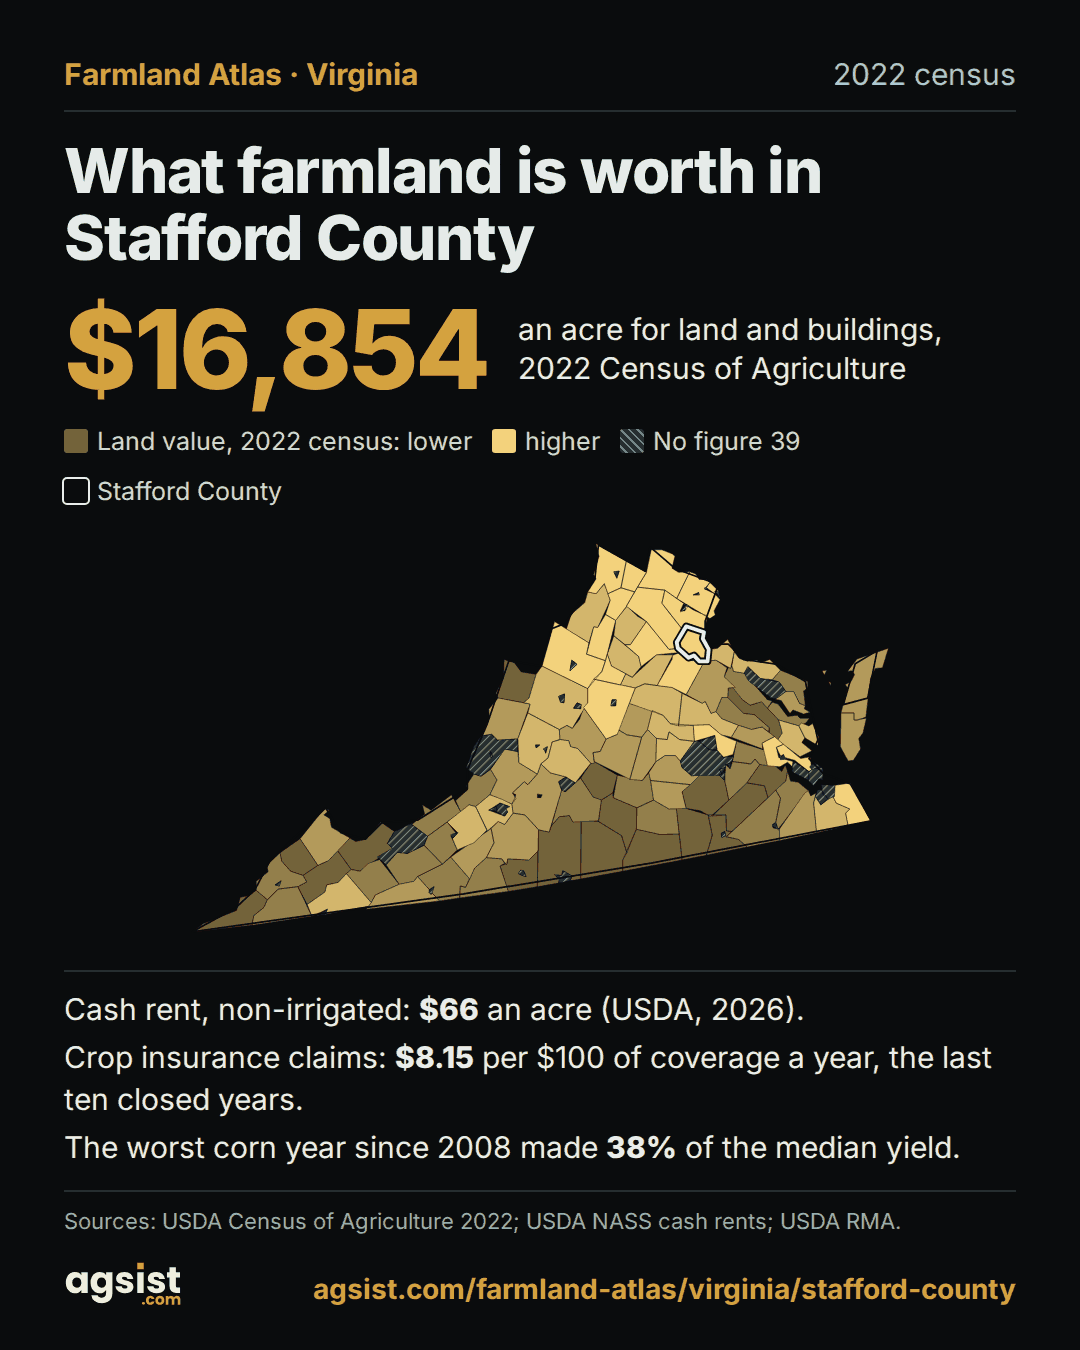 Farmland Atlas · Virginia
2022 census
What farmland is worth in
Stafford County
$16,854
an acre for land and buildings,
2022 Census of Agriculture
Land value, 2022 census: lower
higher
No figure 39
Stafford County
Cash rent, non-irrigated: $66 an acre (USDA, 2026).
Crop insurance claims: $8.15 per $100 of coverage a year, the last
ten closed years.
The worst corn year since 2008 made 38% of the median yield.
Sources: USDA Census of Agriculture 2022; USDA NASS cash rents; USDA RMA.
agsist
.com
agsist.com/farmland-atlas/virginia/stafford-county